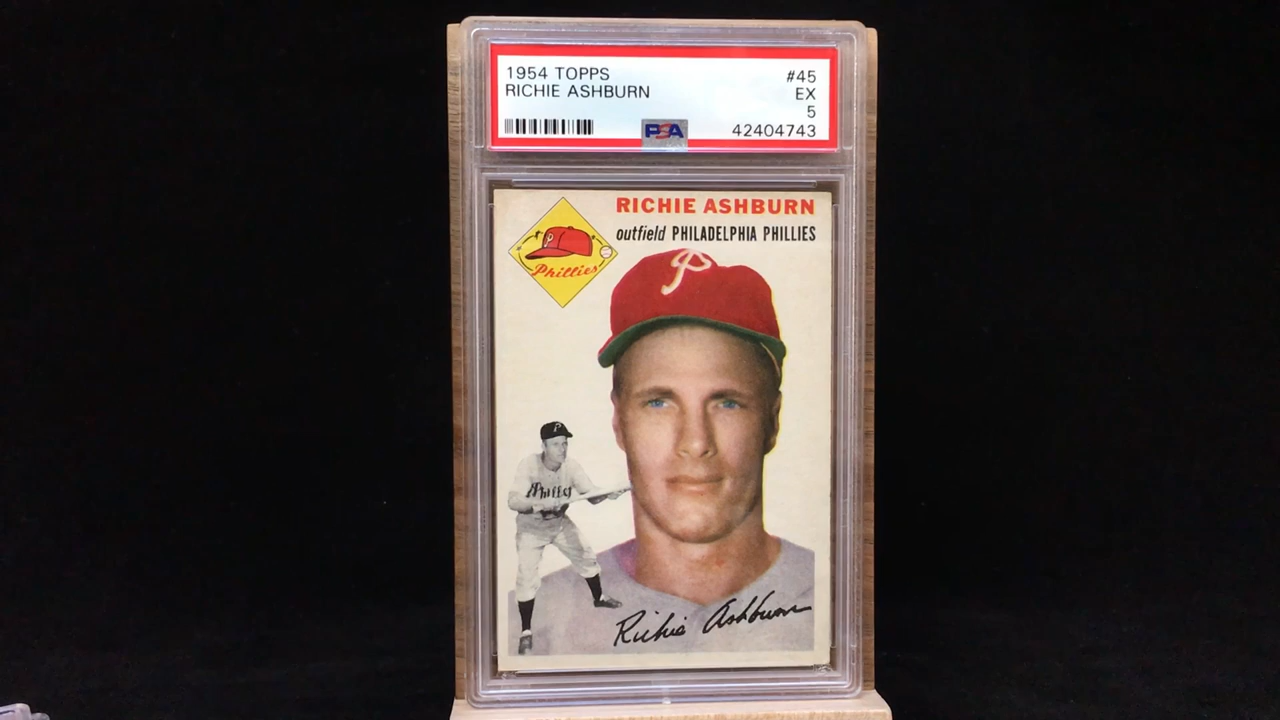 1954 TOPPS #45
RICHIE ASHBURN EX
5
PSA 42404743
RICHIE ASHBURN
outfield PHILADELPHIA PHILLIES
P
P
Phillies
P
Phillies
Richie Ashburn